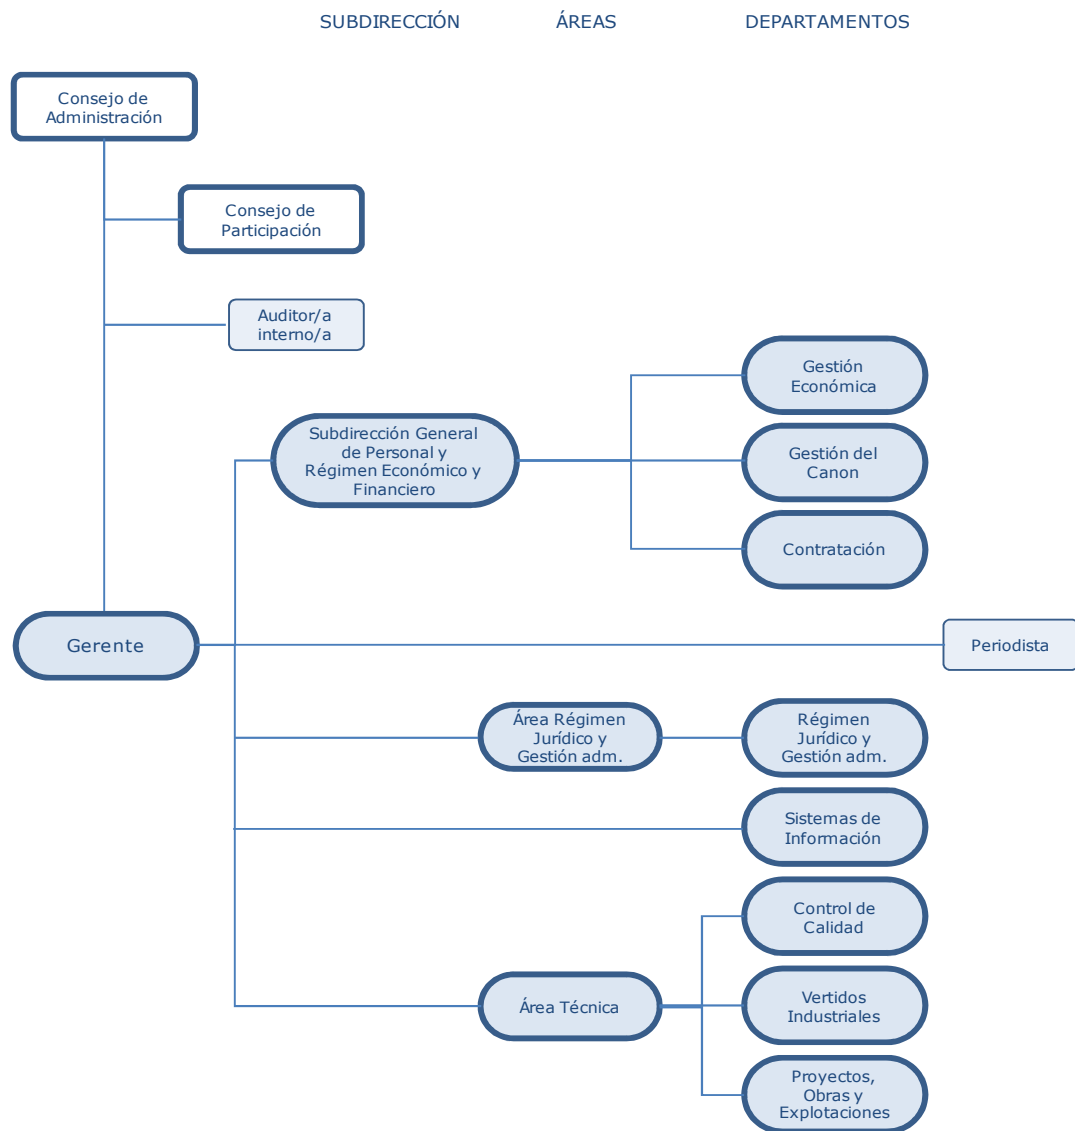 SUBDIRECCIÓN ÁREAS DEPARTAMENTOS
Consejo de
Administración
Consejo de
Participación
Auditor/a
interno/a
Gestión
Económica
Subdirección General
de Personal y
Régimen Económico y
Financiero
Gestión del
Canon
Contratación
Gerente
Periodista
Área Régimen
Jurídico y
Gestión adm.
Régimen
Jurídico y
Gestión adm.
Sistemas de
Información
Control de
Calidad
Área Técnica
Vertidos
Industriales
Proyectos,
Obras y
Explotaciones